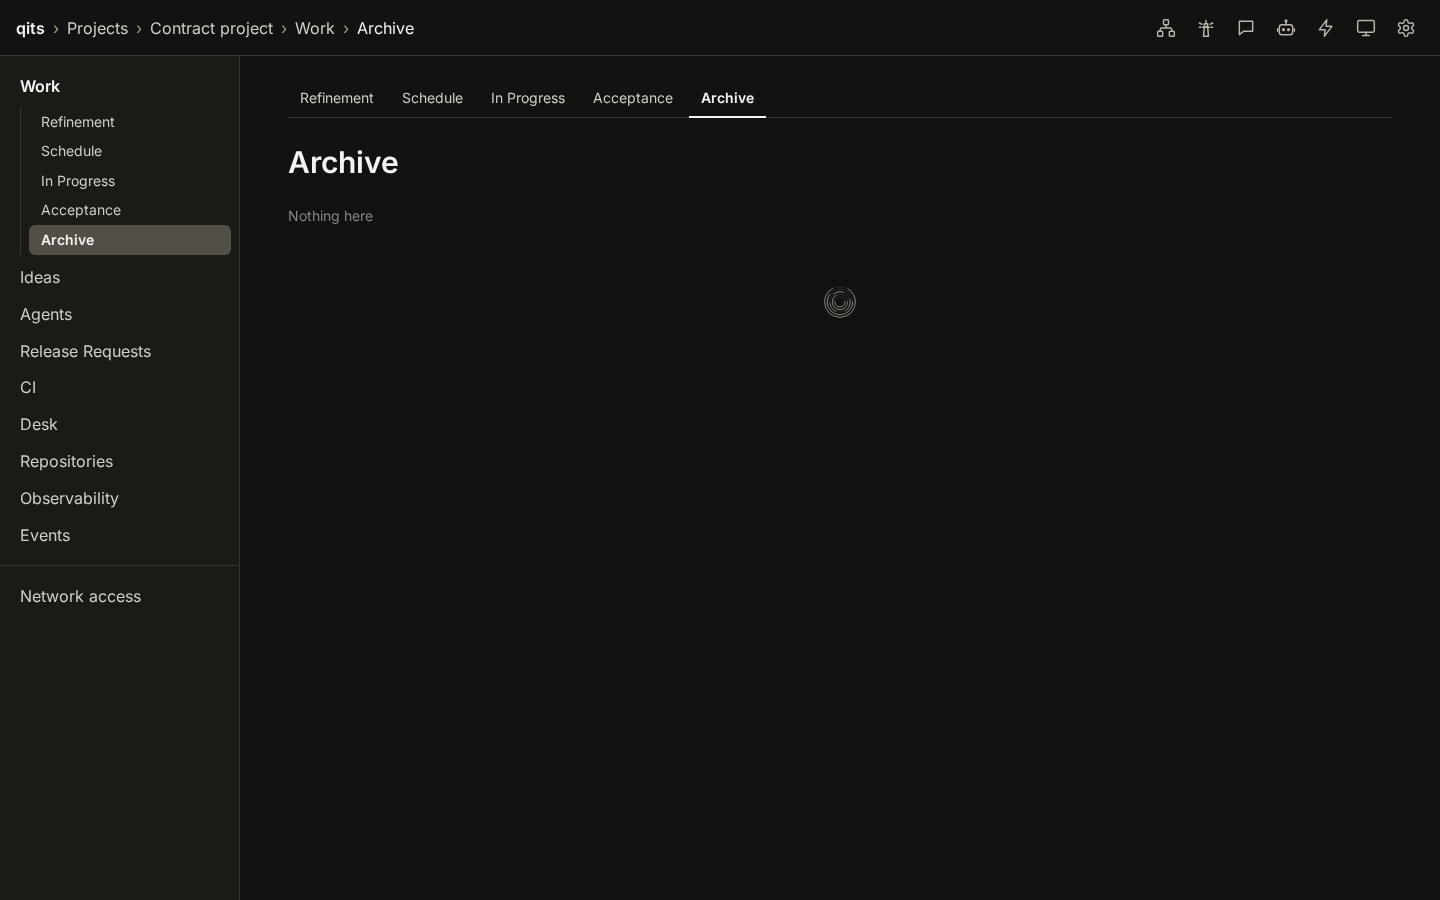 qits › Projects › Contract project › Work › Archive
Work
Refinement
Schedule
In Progress
Acceptance
Archive
Ideas
Agents
Release Requests
CI
Desk
Repositories
Observability
Events
Network access
Refinement Schedule In Progress Acceptance Archive
Archive
Nothing here